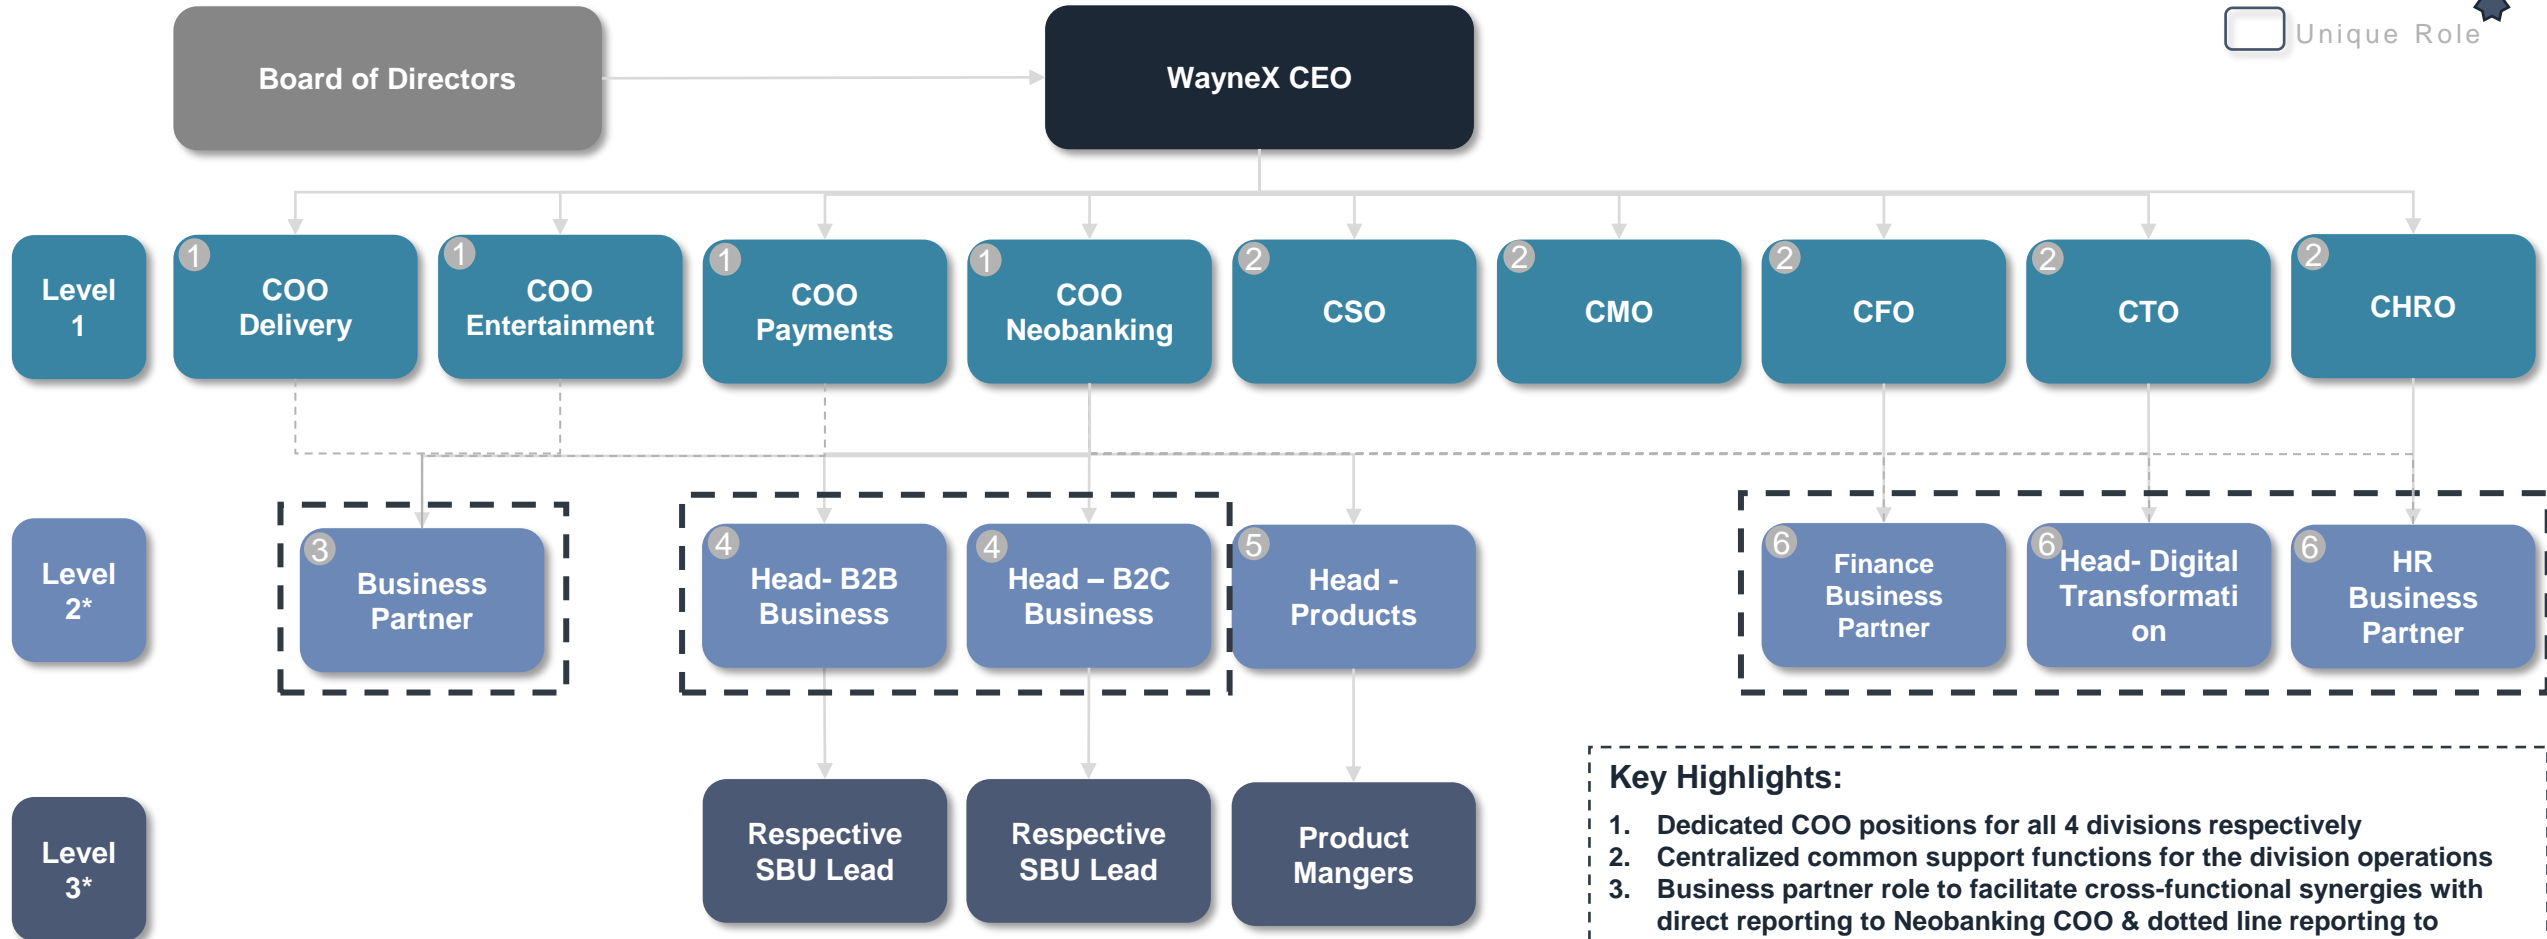 Unique Role
Board of Directors
WayneX CEO
Level
1
1
COO
Delivery
1
COO
Entertainment
1
COO
Payments
1
COO
Neobanking
2
CSO
2
CMO
2
CFO
2
CTO
2
CHRO
Level
2*
3
Business
Partner
4
Head- B2B
Business
4
Head – B2C
Business
5
Head -
Products
6
Finance
Business
Partner
6
Head- Digital
Transformati
on
6
HR
Business
Partner
Level
3*
Respective
SBU Lead
Respective
SBU Lead
Product
Mangers
Key Highlights:
1. Dedicated COO positions for all 4 divisions respectively
2. Centralized common support functions for the division operations
3. Business partner role to facilitate cross-functional synergies with
direct reporting to Neobanking COO & dotted line reporting to